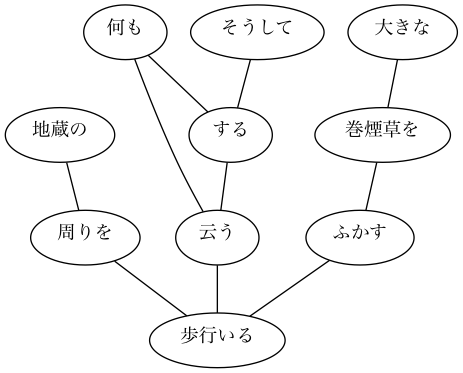 何も
そうして
大きな
地蔵の
する
巻煙草を
周りを
云う
ふかす
歩行いる